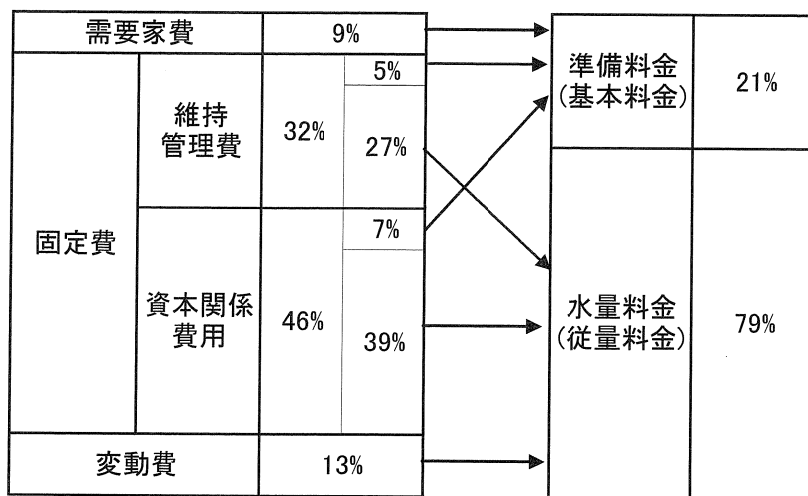 需要家費
9%
固定費
維持
管理費
32%
5%
27%
資本関係
費用
46%
7%
39%
変動費
13%
準備料金
(基本料金)
21%
水量料金
(従量料金)
79%